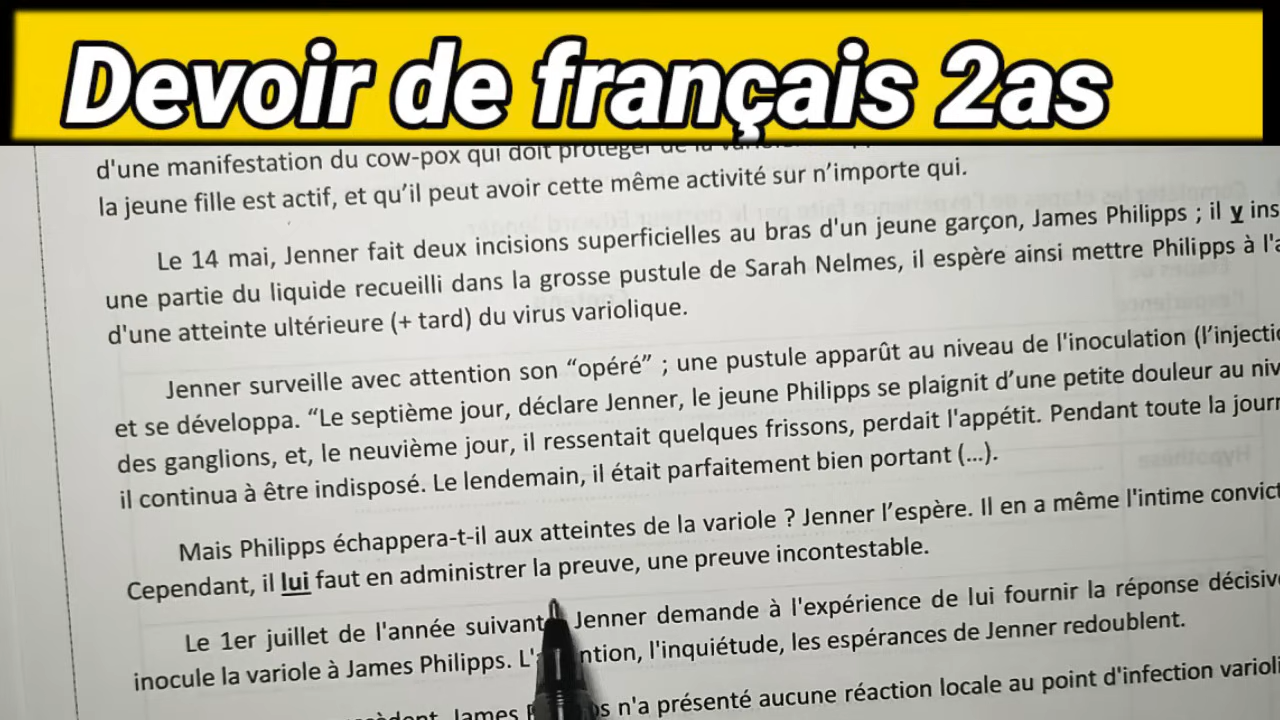 Devoir de français 2as
d'une manifestation du cow-pox qui doit protéger de la
la jeune fille est actif, et qu'il peut avoir cette même activité sur n'importe qui.
Le 14 mai, Jenner fait deux incisions superficielles au bras d'un jeune garçon, James Philipps ; il y ins
une partie du liquide recueilli dans la grosse pustule de Sarah Nelmes, il espère ainsi mettre Philipps à l'a
d'une atteinte ultérieure (+ tard) du virus variolique.
Jenner surveille avec attention son “opéré” ; une pustule apparût au niveau de l'inoculation (l'injectio
et se développa. “Le septième jour, déclare Jenner, le jeune Philipps se plaignit d'une petite douleur au niv
des ganglions, et, le neuvième jour, il ressentait quelques frissons, perdait l'appétit. Pendant toute la journ
il continua à être indisposé. Le lendemain, il était parfaitement bien portant (...).
Mais Philipps échappera-t-il aux atteintes de la variole ? Jenner l'espère. Il en a même l'intime convict
Cependant, il lui faut en administrer la preuve, une preuve incontestable.
Le 1er juillet de l'année suivant Jenner demande à l'expérience de lui fournir la réponse décisive
inocule la variole à James Philipps. ntion, l'inquiétude, les espérances de Jenner redoublent.
James n'a présenté aucune réaction locale au point d'infection varioli